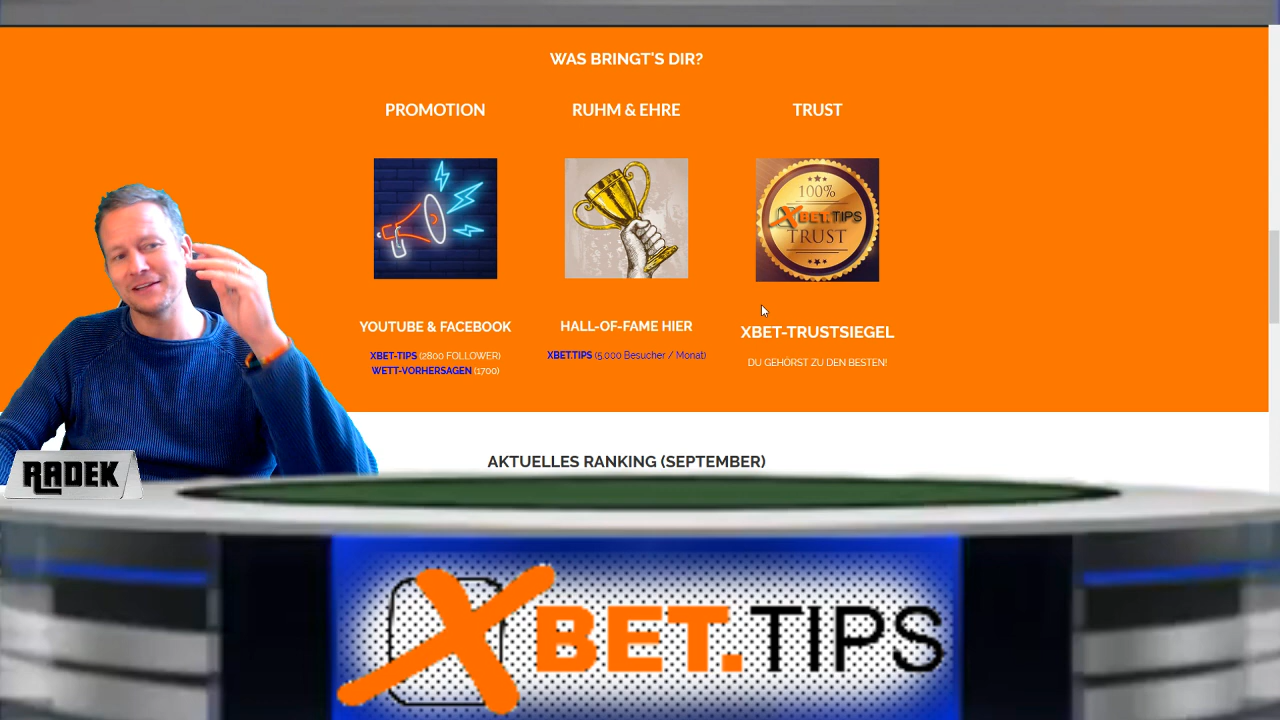 WAS BRINGT'S DIR?
PROMOTION
RUHM & EHRE
TRUST
100%
XBET.TIPS
TRUST
YOUTUBE & FACEBOOK
HALL-OF-FAME HIER
XBET-TRUSTSIEGEL
XBET-TIPS (2800 FOLLOWER)
WETT-VORHERSAGEN (1700)
XBET.TIPS (5.000 Besucher / Monat)
DU GEHÖRST ZU DEN BESTEN!
AKTUELLES RANKING (SEPTEMBER)
RADEK
XBET.TIPS